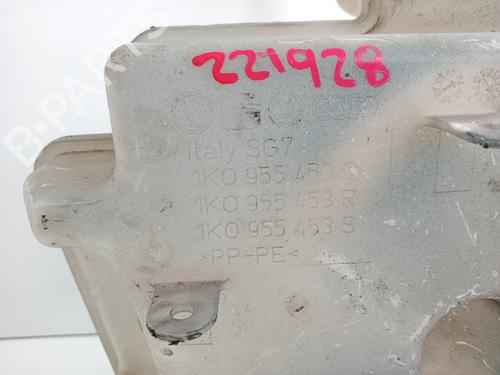 221928
Italy SG7
1K0 955 453 Q
1K0 955 453 R
1K0 955 453 S
>PP-PE<
B-PARTS